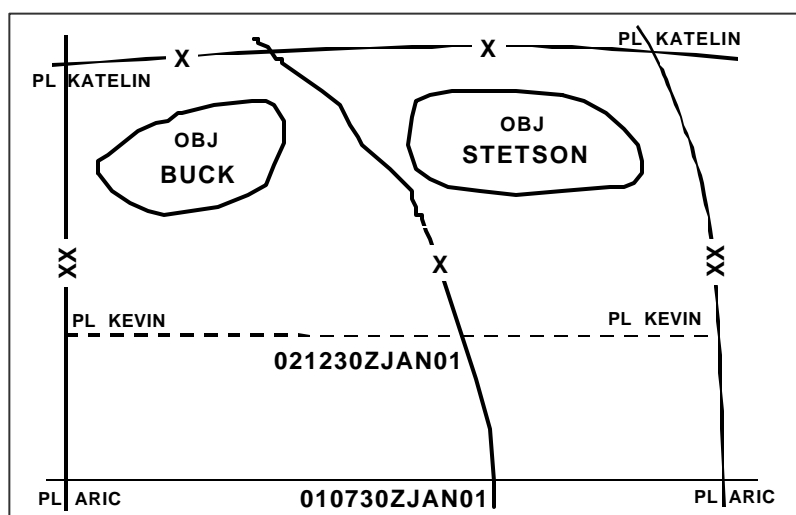 PL KATELIN
X
X
PL KATELIN
OBJ
BUCK
OBJ
STETSON
XX
X
XX
PL KEVIN
PL KEVIN
021230ZJAN01
PL ARIC
010730ZJAN01
PL ARIC